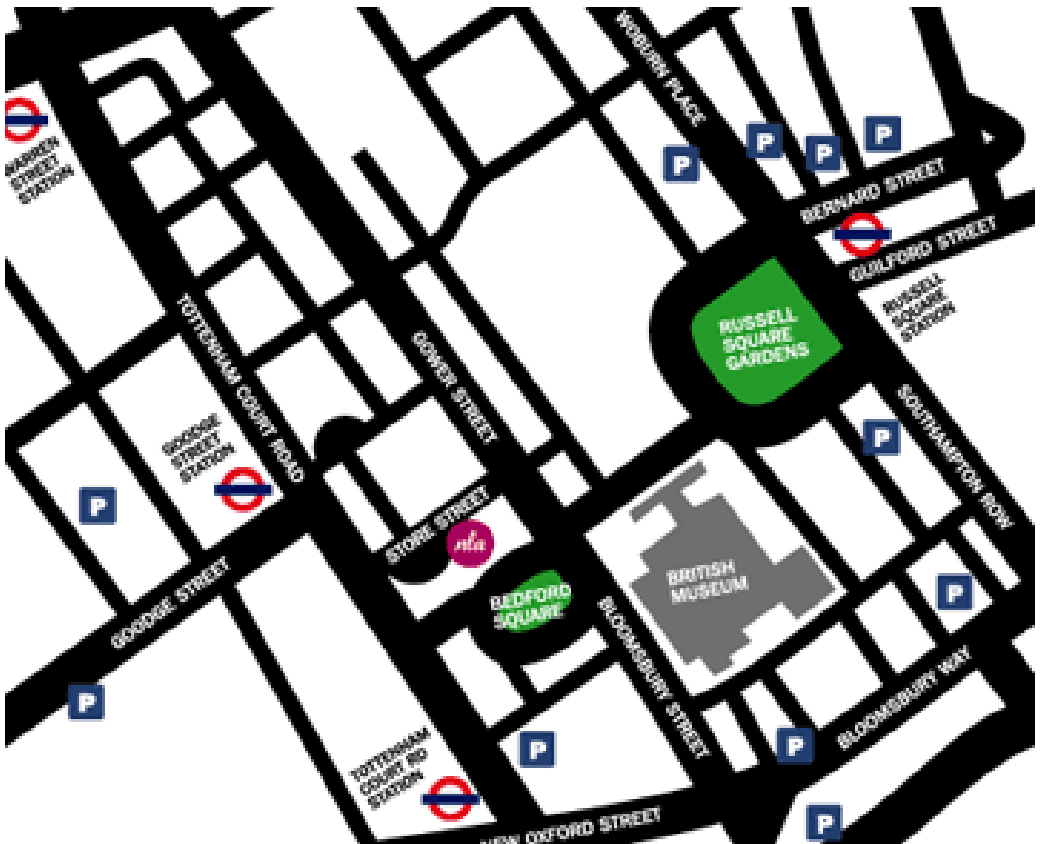 WOBURN PLACE
P
P
P
P
WARREN
STREET
STATION
BERNARD STREET
GUILFORD STREET
RUSSELL
SQUARE
STATION
RUSSELL
SQUARE
GARDENS
TOTTENHAM COURT ROAD
GOWER STREET
SOUTHAMPTON ROW
P
GOODGE
STREET
STATION
P
STORE STREET
nla
BRITISH
MUSEUM
BEDFORD
SQUARE
P
GOODGE STREET
BLOOMSBURY STREET
BLOOMSBURY WAY
P
P
P
TOTTENHAM
COURT RD
STATION
NEW OXFORD STREET
P